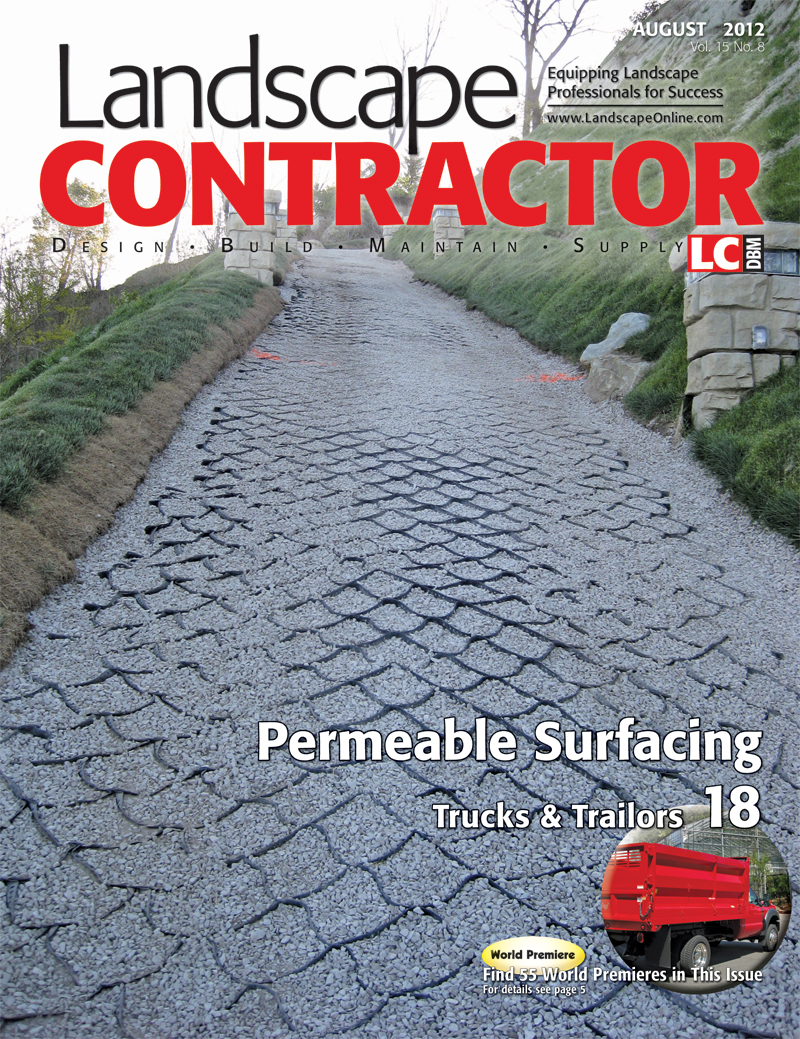 AUGUST 2012
Vol. 15 No. 8
Landscape
Equipping Landscape
Professionals for Success
www.LandscapeOnline.com
CONTRACTOR
DESIGN • BUILD • MAINTAIN • SUPPLY
LC
DBM
Permeable Surfacing
Trucks & Trailors 18
World Premiere
Find 55 World Premieres in This Issue
For details see page 5